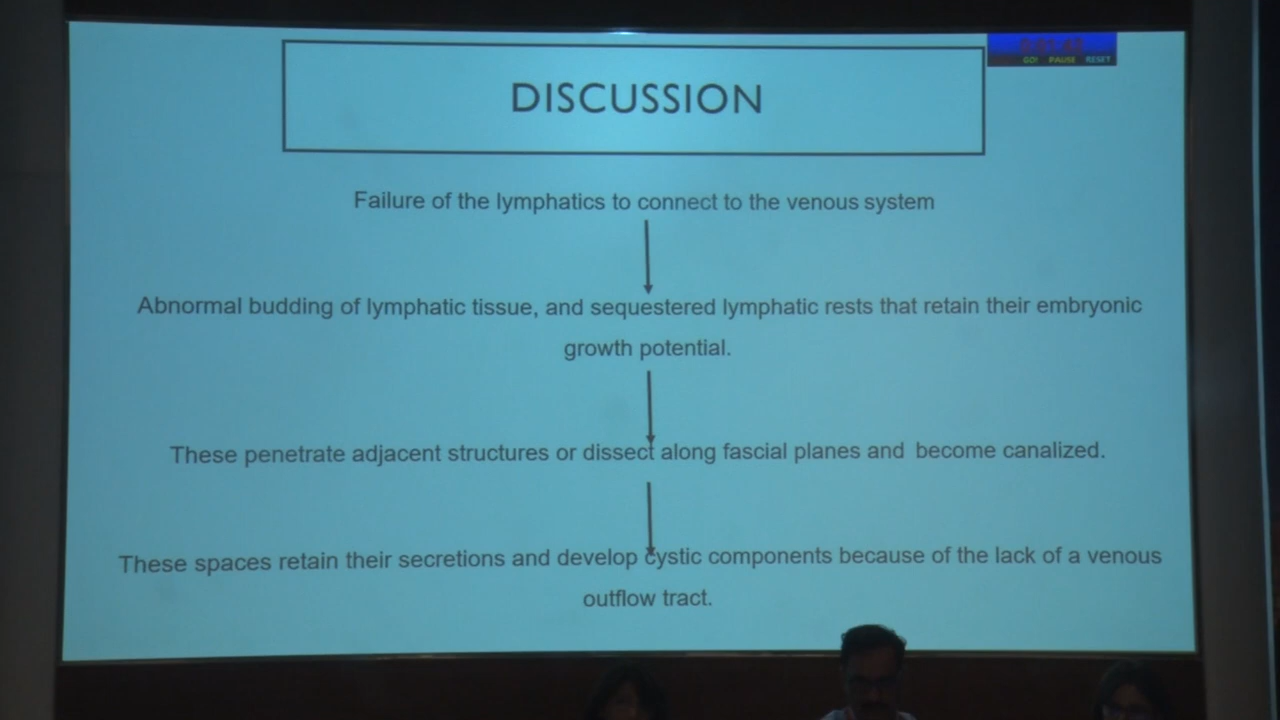 DISCUSSION
GO! PAUSE RESET
Failure of the lymphatics to connect to the venous system
Abnormal budding of lymphatic tissue, and sequestered lymphatic rests that retain their embryonic
growth potential.
These penetrate adjacent structures or dissect along fascial planes and become canalized.
These spaces retain their secretions and develop cystic components because of the lack of a venous
outflow tract.